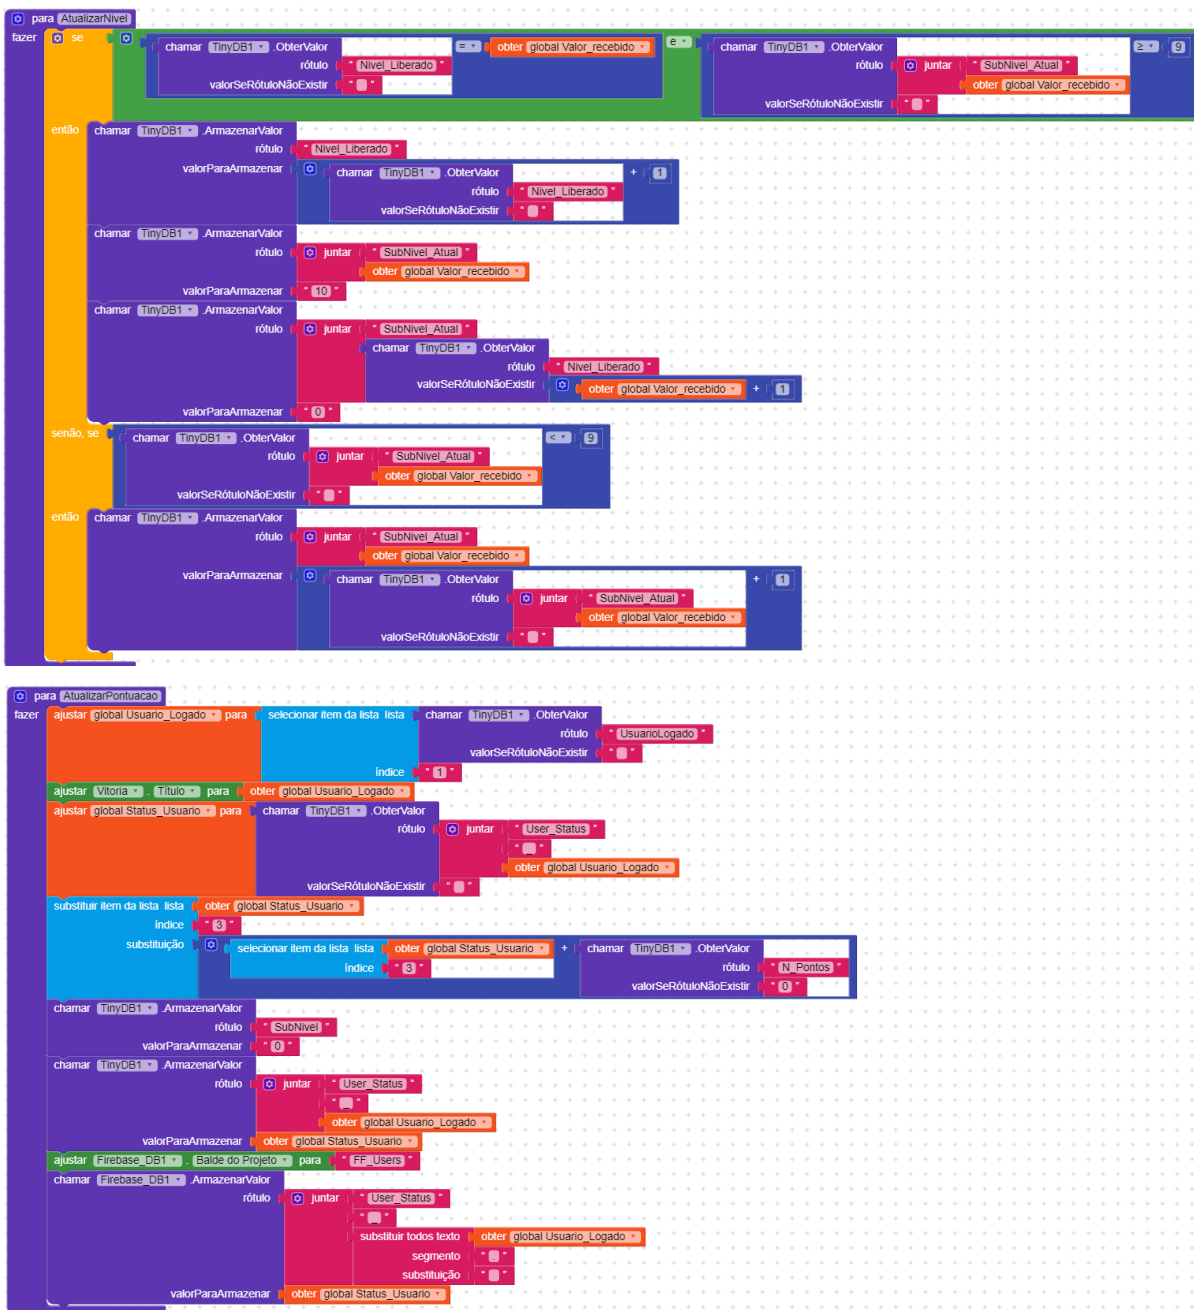 para AtualizarNivel
fazer se chamar TinyDB1 .ObterValor = obter global Valor_recebido e chamar TinyDB1 .ObterValor ≥ 9
rótulo " Nivel_Liberado " rótulo juntar " SubNivel_Atual "
valorSeRótuloNãoExistir " " obter global Valor_recebido
valorSeRótuloNãoExistir " "
então chamar TinyDB1 .ArmazenarValor
rótulo " Nivel_Liberado "
valorParaArmazenar chamar TinyDB1 .ObterValor + 1
rótulo " Nivel_Liberado "
valorSeRótuloNãoExistir " "
chamar TinyDB1 .ArmazenarValor
rótulo juntar " SubNivel_Atual "
obter global Valor_recebido
valorParaArmazenar " 10 "
chamar TinyDB1 .ArmazenarValor
rótulo juntar " SubNivel_Atual "
chamar TinyDB1 .ObterValor
rótulo " Nivel_Liberado "
valorSeRótuloNãoExistir obter global Valor_recebido + 1
valorParaArmazenar " 0 "
senão, se chamar TinyDB1 .ObterValor < 9
rótulo juntar " SubNivel_Atual "
obter global Valor_recebido
valorSeRótuloNãoExistir " "
então chamar TinyDB1 .ArmazenarValor
rótulo juntar " SubNivel_Atual "
obter global Valor_recebido
valorParaArmazenar chamar TinyDB1 .ObterValor + 1
rótulo juntar " SubNivel_Atual "
obter global Valor_recebido
valorSeRótuloNãoExistir " "
para AtualizarPontuacao
fazer ajustar global Usuario_Logado para selecionar item da lista lista chamar TinyDB1 .ObterValor
rótulo " UsuarioLogado "
valorSeRótuloNãoExistir " "
índice " 1 "
ajustar Vitoria . Título para obter global Usuario_Logado
ajustar global Status_Usuario para chamar TinyDB1 .ObterValor
rótulo juntar " User_Status "
" _ "
obter global Usuario_Logado
valorSeRótuloNãoExistir " "
substituir item da lista lista obter global Status_Usuario
índice " 3 "
substituição selecionar item da lista lista obter global Status_Usuario + chamar TinyDB1 .ObterValor
índice " 3 " rótulo " N_Pontos "
valorSeRótuloNãoExistir " 0 "
chamar TinyDB1 .ArmazenarValor
rótulo " SubNivel "
valorParaArmazenar " 0 "
chamar TinyDB1 .ArmazenarValor
rótulo juntar " User_Status "
" _ "
obter global Usuario_Logado
valorParaArmazenar obter global Status_Usuario
ajustar Firebase_DB1 . Balde do Projeto para " FF_Users "
chamar Firebase_DB1 .ArmazenarValor
rótulo juntar " User_Status "
" _ "
substituir todos texto obter global Usuario_Logado
segmento " "
substituição " "
valorParaArmazenar obter global Status_Usuario